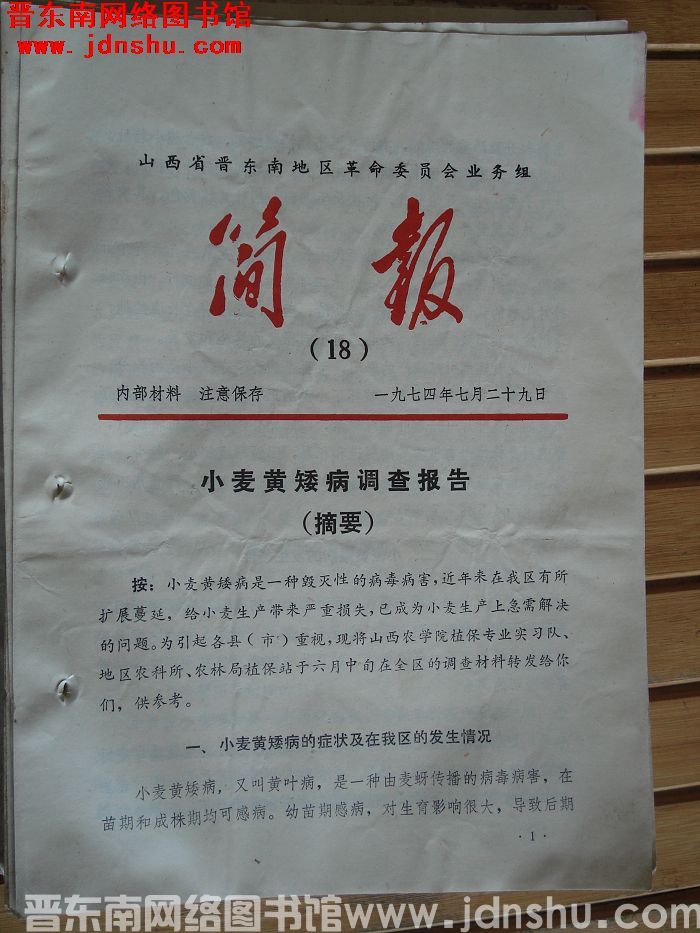 晋东南网络图书馆
www.jdnshu.com
山西省晋东南地区革命委员会业务组
简报
(18)
内部材料 注意保存 一九七四年七月二十九日
小麦黄矮病调查报告
(摘要)
按:小麦黄矮病是一种毁灭性的病毒病害,近年来在我区有所
扩展蔓延,给小麦生产带来严重损失,已成为小麦生产上急需解决
的问题。为引起各县(市)重视,现将山西农学院植保专业实习队、
地区农科所、农林局植保站于六月中旬在全区的调查材料转发给你
们,供参考。
一、小麦黄矮病的症状及在我区的发生情况
小麦黄矮病,又叫黄叶病,是一种由麦蚜传播的病毒病害,在
苗期和成株期均可感病。幼苗期感病,对生育影响很大,导致后期
·1·
晋东南网络图书馆www.jdnshu.com